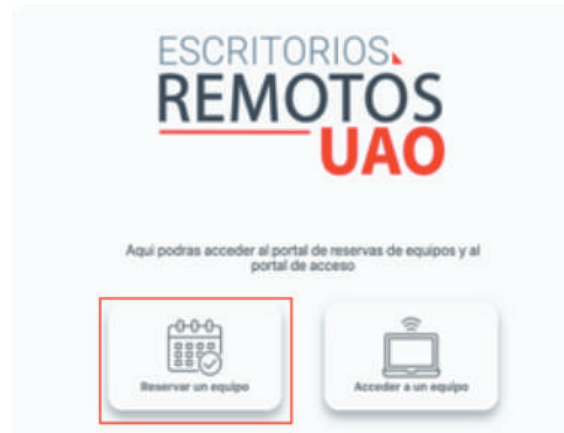 ESCRITORIOS
REMOTOS
UAO
Aqui podras acceder al portal de reservas de equipos y al
portal de acceso
Reservar un equipo
Acceder a un equipo